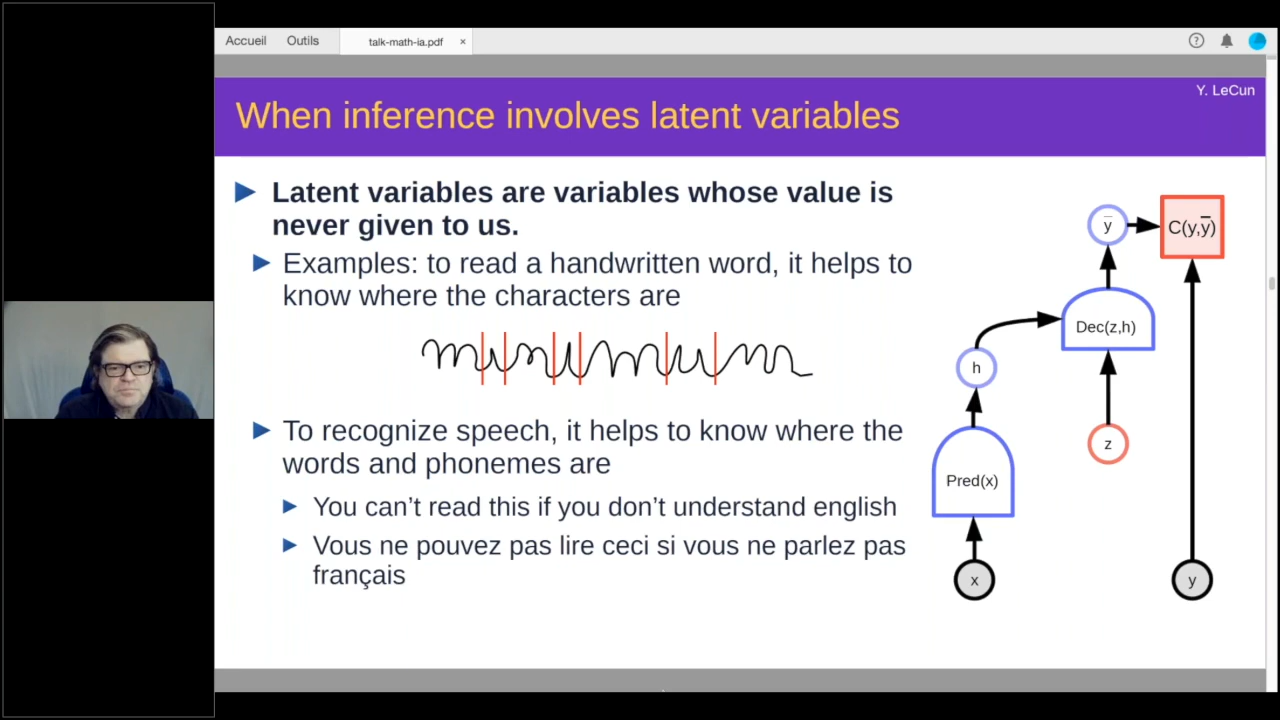 Accueil Outils talk-math-ia.pdf ×
Y. LeCun
When inference involves latent variables
Latent variables are variables whose value is
never given to us.
Examples: to read a handwritten word, it helps to
know where the characters are
To recognize speech, it helps to know where the
words and phonemes are
You can’t read this if you don’t understand english
Vous ne pouvez pas lire ceci si vous ne parlez pas
français
ȳ
C(y,ȳ)
Dec(z,h)
h
z
Pred(x)
x
y